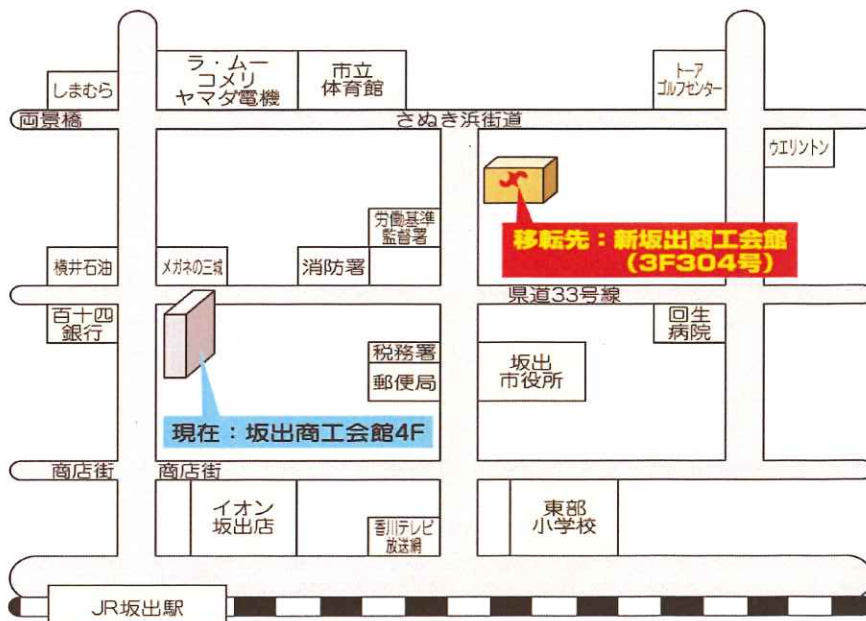 しまむら
ラ・ムー
コメリ
ヤマダ電機
市立
体育館
トーア
ゴルフセンター
両景橋
さぬき浜街道
ウエリントン
労働基準
監督署
移転先：新坂出商工会館
（3F304号）
横井石油
メガネの三城
消防署
県道33号線
百十四
銀行
回生
病院
税務署
郵便局
坂出
市役所
現在：坂出商工会館4F
商店街
商店街
イオン
坂出店
香川テレビ
放送網
東部
小学校
JR坂出駅